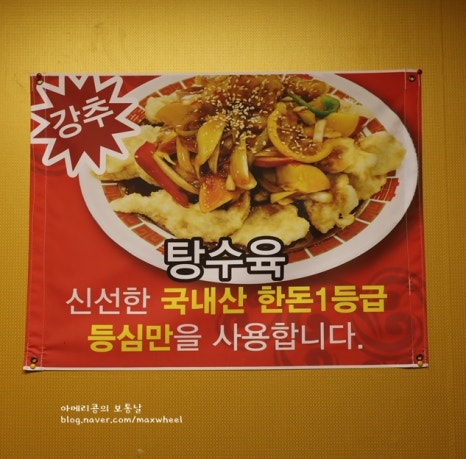 강추
탕수육
신선한 국내산 한돈1등급
등심만을 사용합니다.
아메리콤의 보통날
blog.naver.com/maxwheel